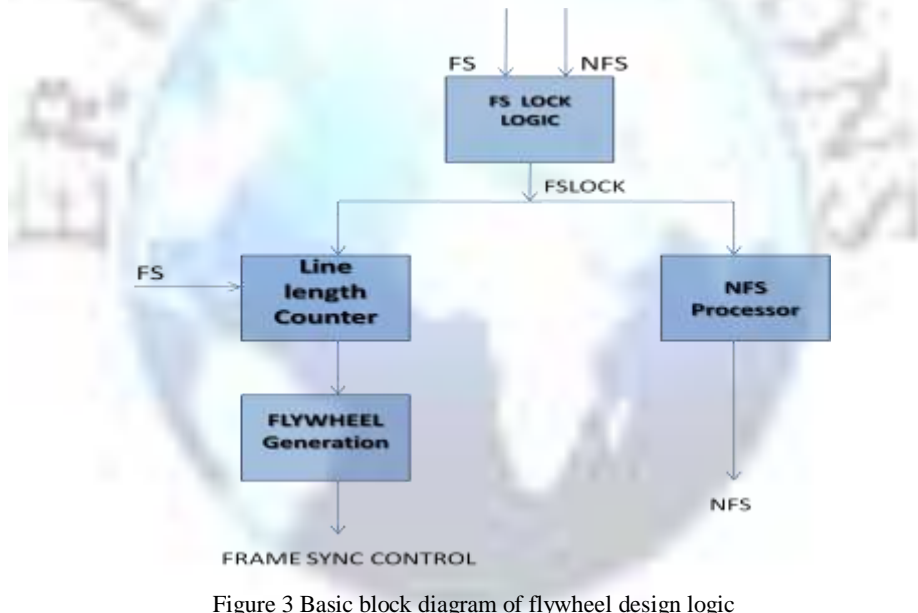 FS
NFS
FS LOCK
LOGIC
FSLOCK
FS
Line
length
Counter
NFS
Processor
FLYWHEEL
Generation
NFS
FRAME SYNC CONTROL
Figure 3 Basic block diagram of flywheel design logic